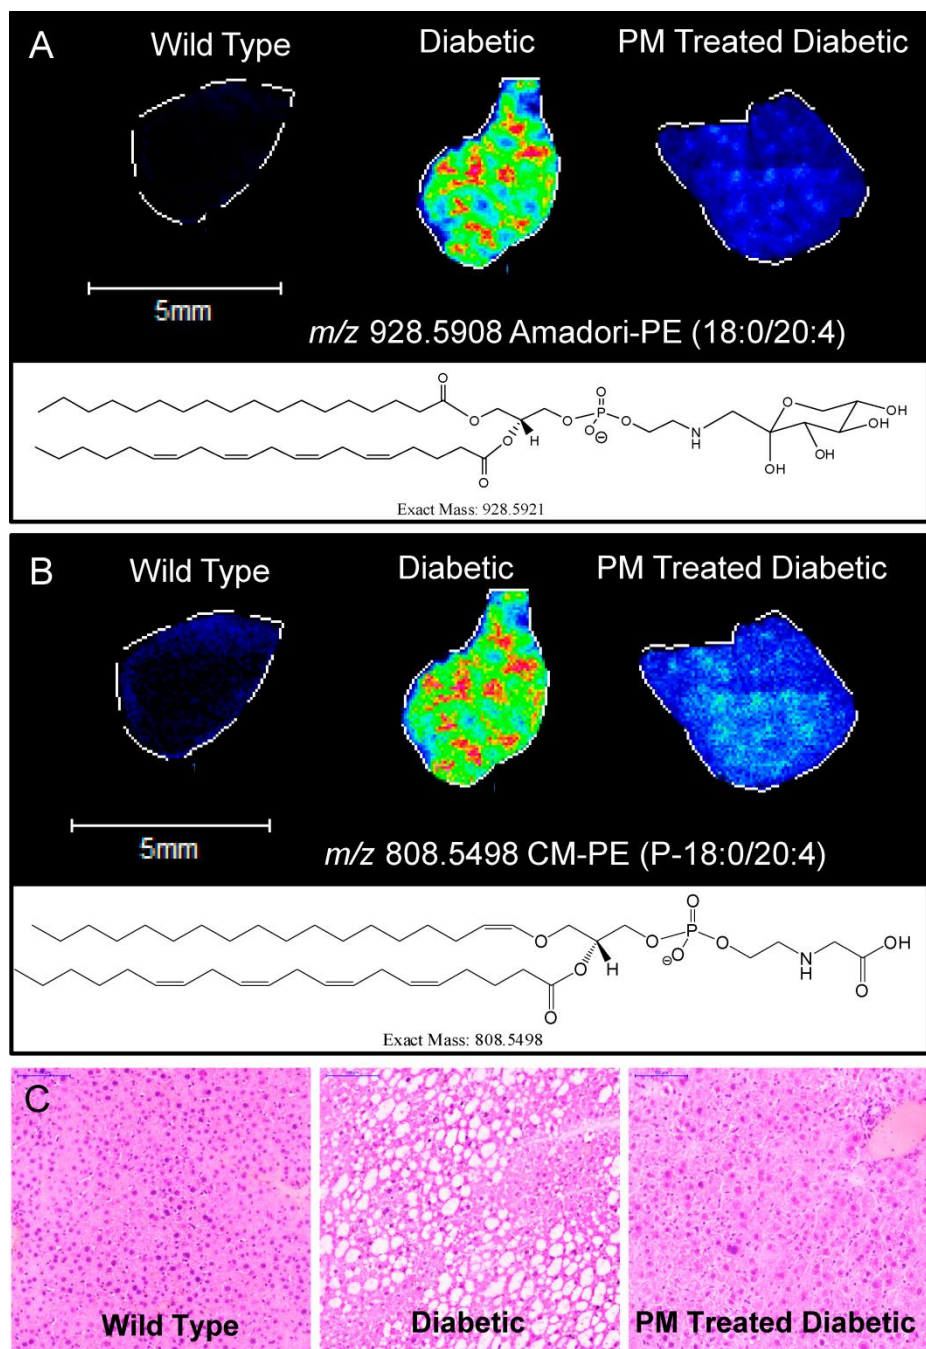 A
Wild Type
Diabetic
PM Treated Diabetic
5mm
m/z 928.5908 Amadori-PE (18:0/20:4)
O
O
O
O
P
O
O
⊖
O
H
O
N
H
O
OH
OH
OH
OH
Exact Mass: 928.5921
B
Wild Type
Diabetic
PM Treated Diabetic
5mm
m/z 808.5498 CM-PE (P-18:0/20:4)
O
O
O
P
O
O
⊖
O
H
O
N
H
OH
O
Exact Mass: 808.5498
C
Wild Type
Diabetic
PM Treated Diabetic